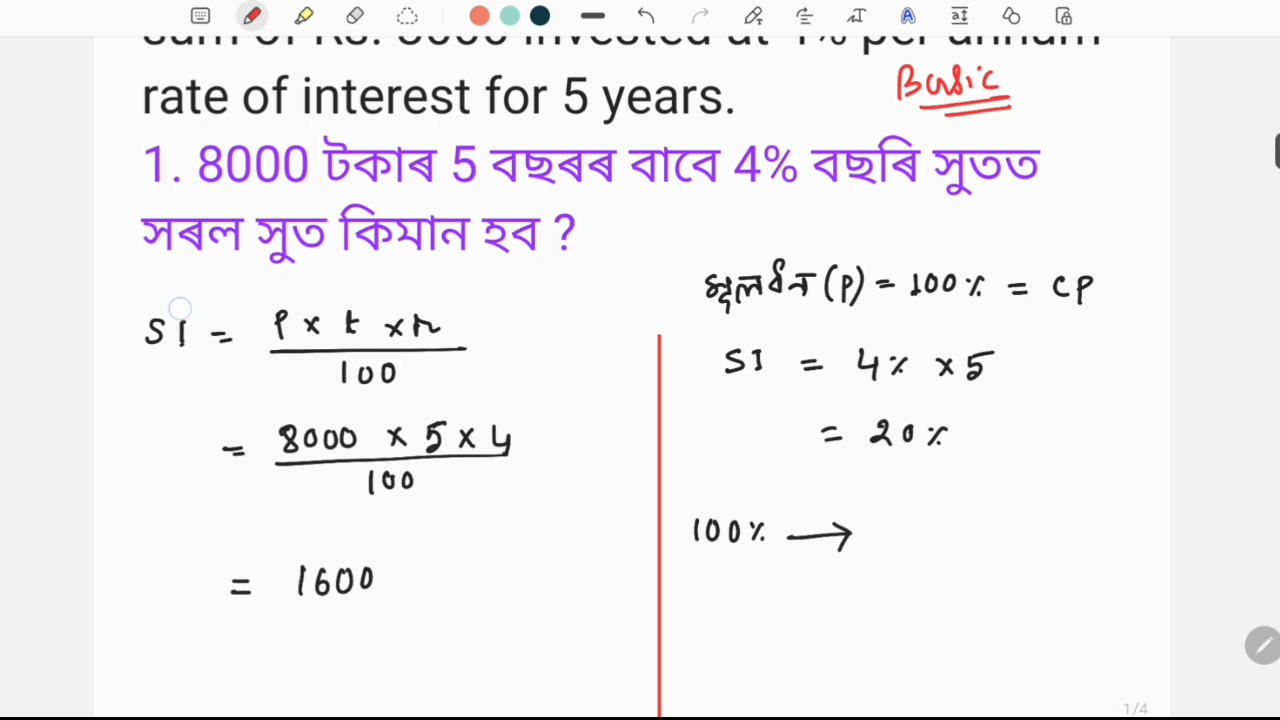 rate of interest for 5 years.
Basic
1. 8000 টকাৰ 5 বছৰৰ বাবে 4% বছৰি সুতত
সৰল সুত কিমান হব ?
SI = P x t x r
100
= 8000 x 5 x 4
100
= 1600
মূলধন (P) = 100% = CP
SI = 4% x 5
= 20%
100% →
1/4